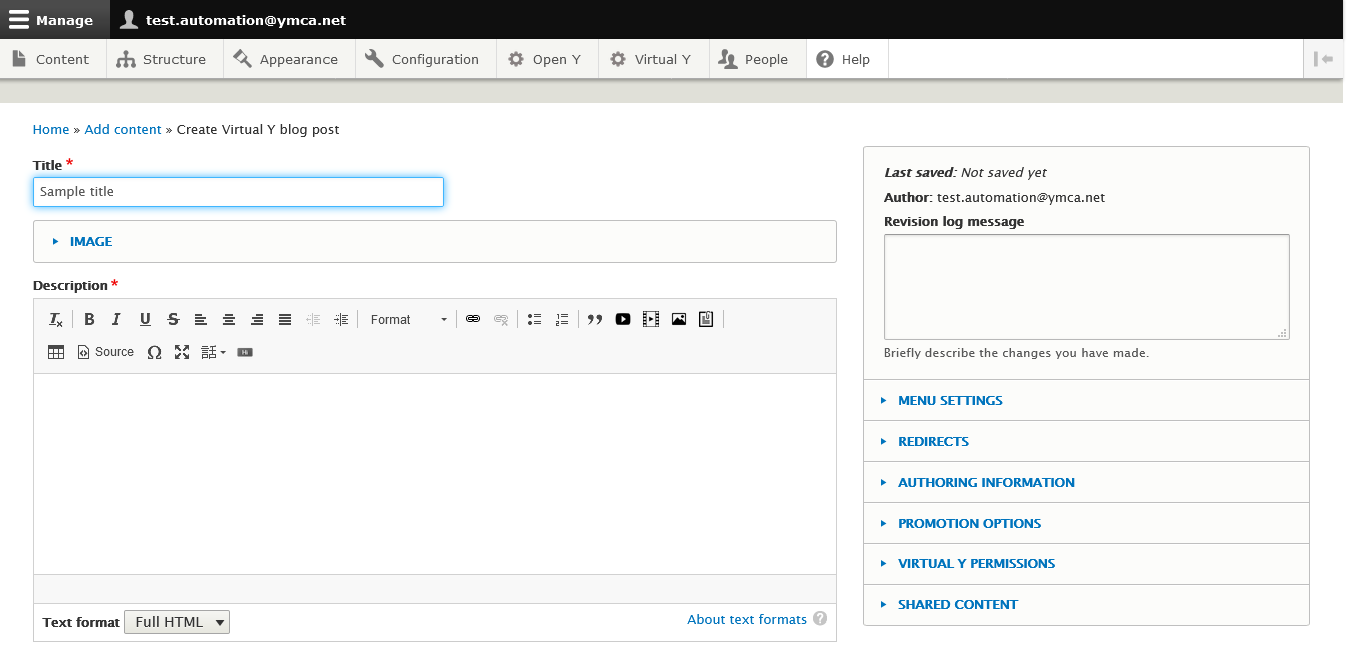 Manage test.automation@ymca.net
Content Structure Appearance Configuration Open Y Virtual Y People Help
Home » Add content » Create Virtual Y blog post
Title *
Sample title
IMAGE
Description *
Format
Source
Text format Full HTML About text formats
Last saved: Not saved yet
Author: test.automation@ymca.net
Revision log message
Briefly describe the changes you have made.
MENU SETTINGS
REDIRECTS
AUTHORING INFORMATION
PROMOTION OPTIONS
VIRTUAL Y PERMISSIONS
SHARED CONTENT